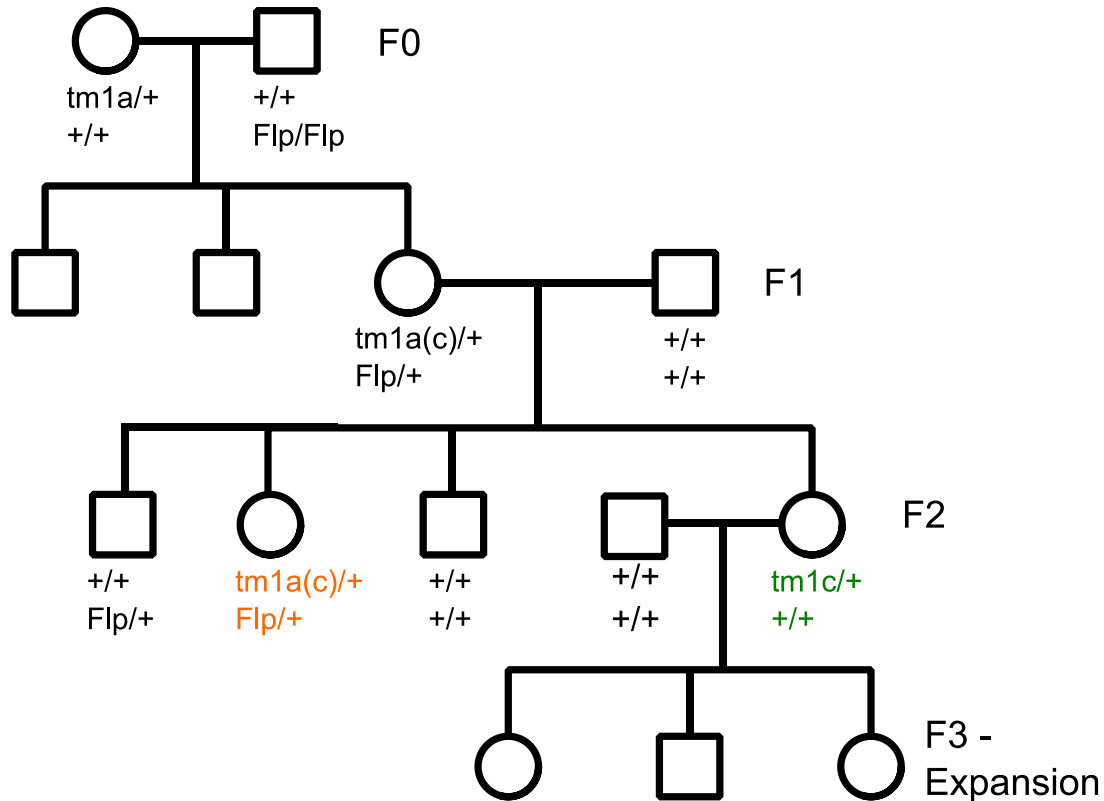 F0
tm1a/+
+/+
+/+
Flp/Flp
F1
tm1a(c)/+
Flp/+
+/+
+/+
F2
+/+
Flp/+
tm1a(c)/+
Flp/+
+/+
+/+
+/+
+/+
tm1c/+
+/+
F3 -
Expansion